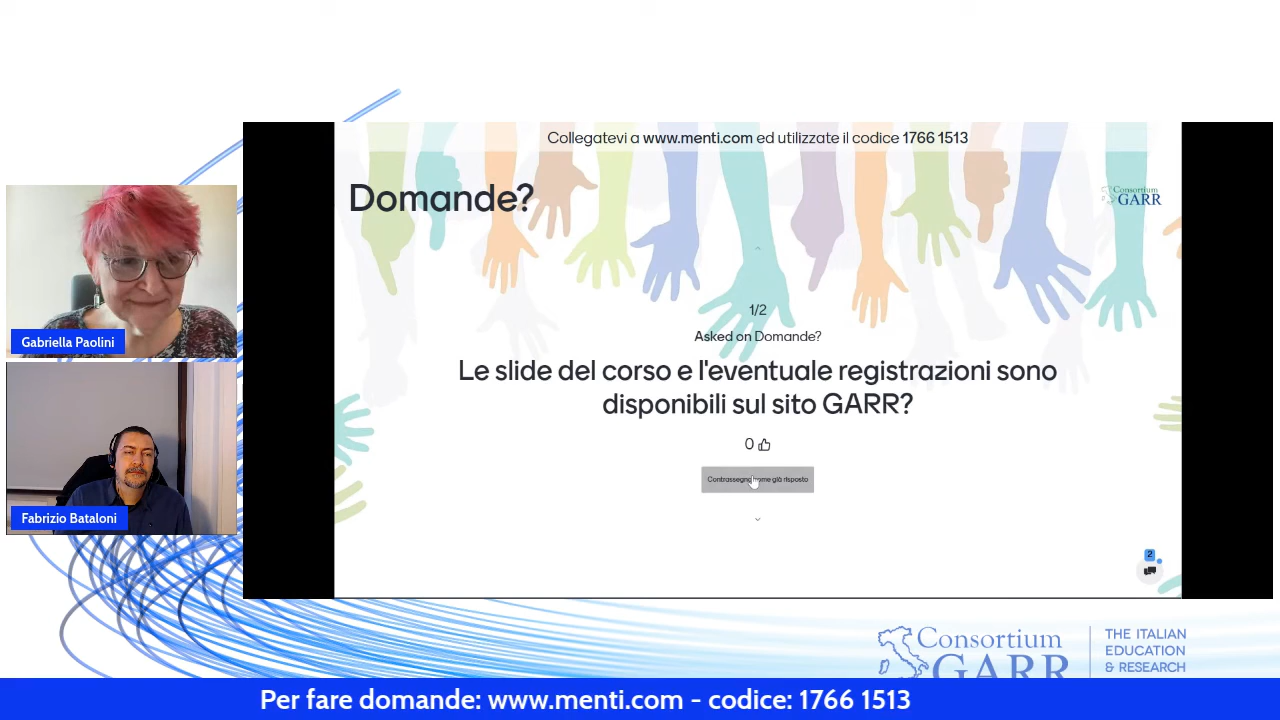 Collegatevi a www.menti.com ed utilizzate il codice 1766 1513
Domande?
Consortium
GARR
1/2
Asked on Domande?
Le slide del corso e l'eventuale registrazioni sono
disponibili sul sito GARR?
0
Contrassegna come già risposto
2
Gabriella Paolini
Fabrizio Bataloni
Consortium
GARR
THE ITALIAN
EDUCATION
& RESEARCH
Per fare domande: www.menti.com - codice: 1766 1513